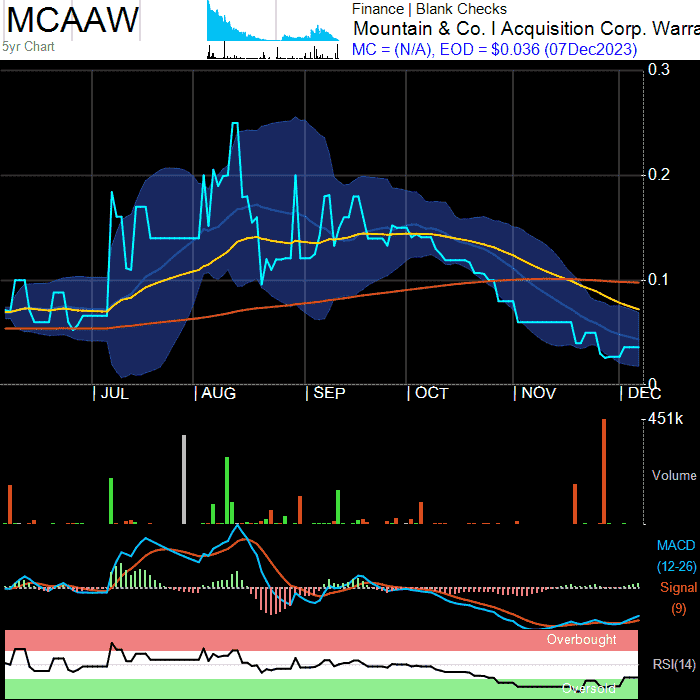 MCAAW
5yr Chart
Finance | Blank Checks
Mountain & Co. I Acquisition Corp. Warra
MC = (N/A), EOD = $0.036 (07Dec2023)
0.3
0.2
0.1
0
| JUL | AUG | SEP | OCT | NOV | DEC
451k
Volume
MACD
(12-26)
Signal
(9)
Overbought
RSI(14)
Oversold